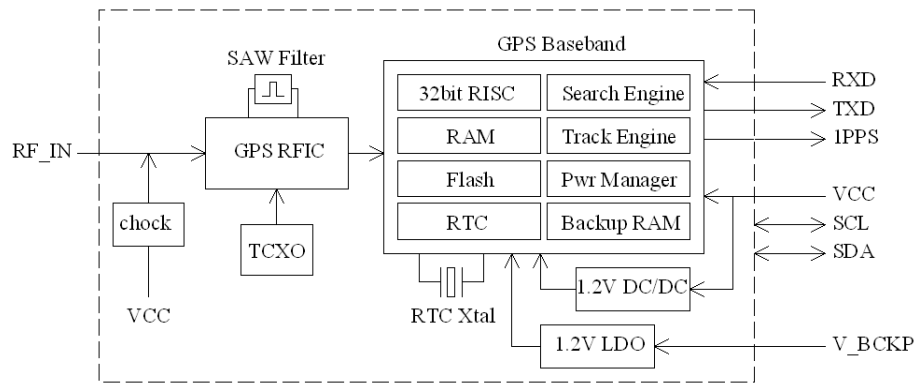 GPS Baseband
SAW Filter
32bit RISC
Search Engine
RXD
TXD
RF_IN
GPS RFIC
RAM
Track Engine
1PPS
Flash
Pwr Manager
VCC
chock
TCXO
RTC
Backup RAM
SCL
SDA
VCC
RTC Xtal
1.2V DC/DC
1.2V LDO
V_BCKP